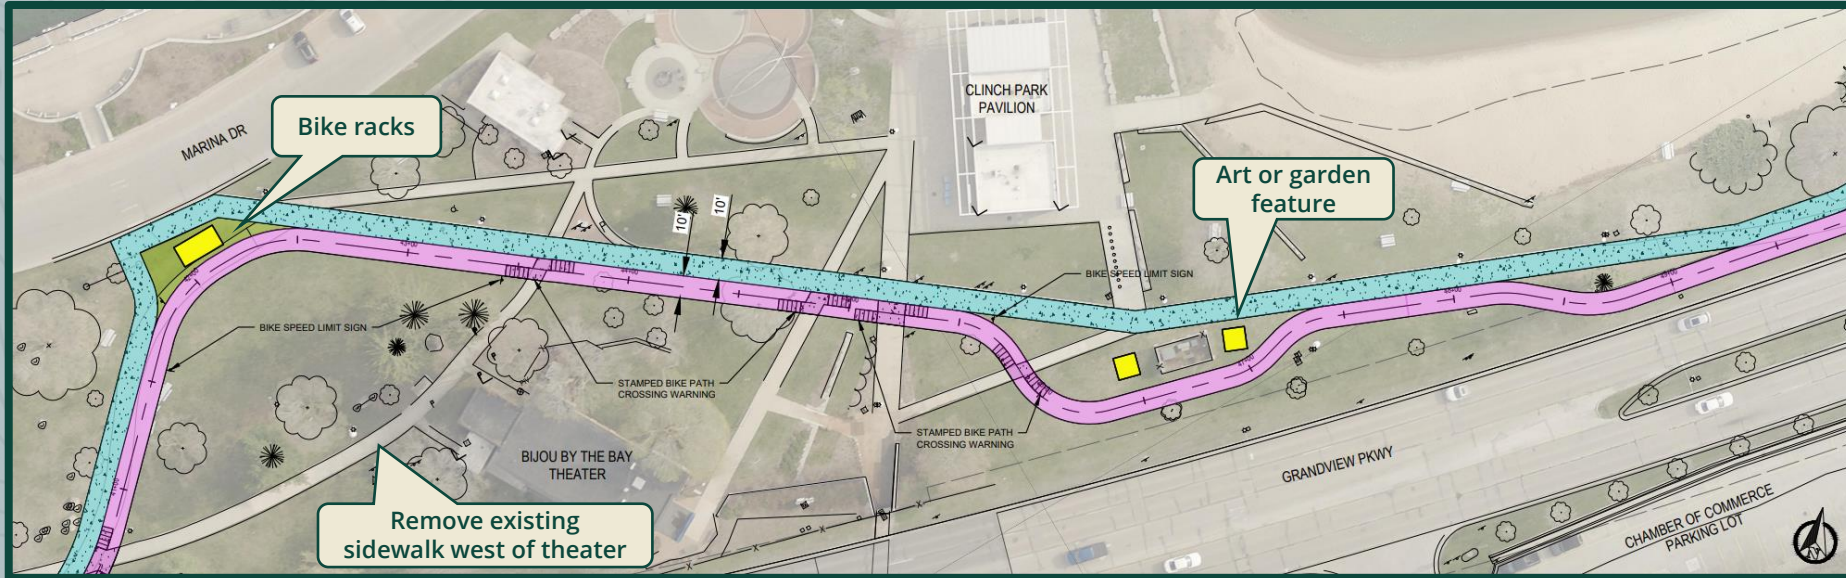 MARINA DR
Bike racks
CLINCH PARK
PAVILION
Art or garden
feature
10'
10'
BIKE SPEED LIMIT SIGN
BIKE SPEED LIMIT SIGN
STAMPED BIKE PATH
CROSSING WARNING
STAMPED BIKE PATH
CROSSING WARNING
BIJOU BY THE BAY
THEATER
GRANDVIEW PKWY
Remove existing
sidewalk west of theater
CHAMBER OF COMMERCE
PARKING LOT